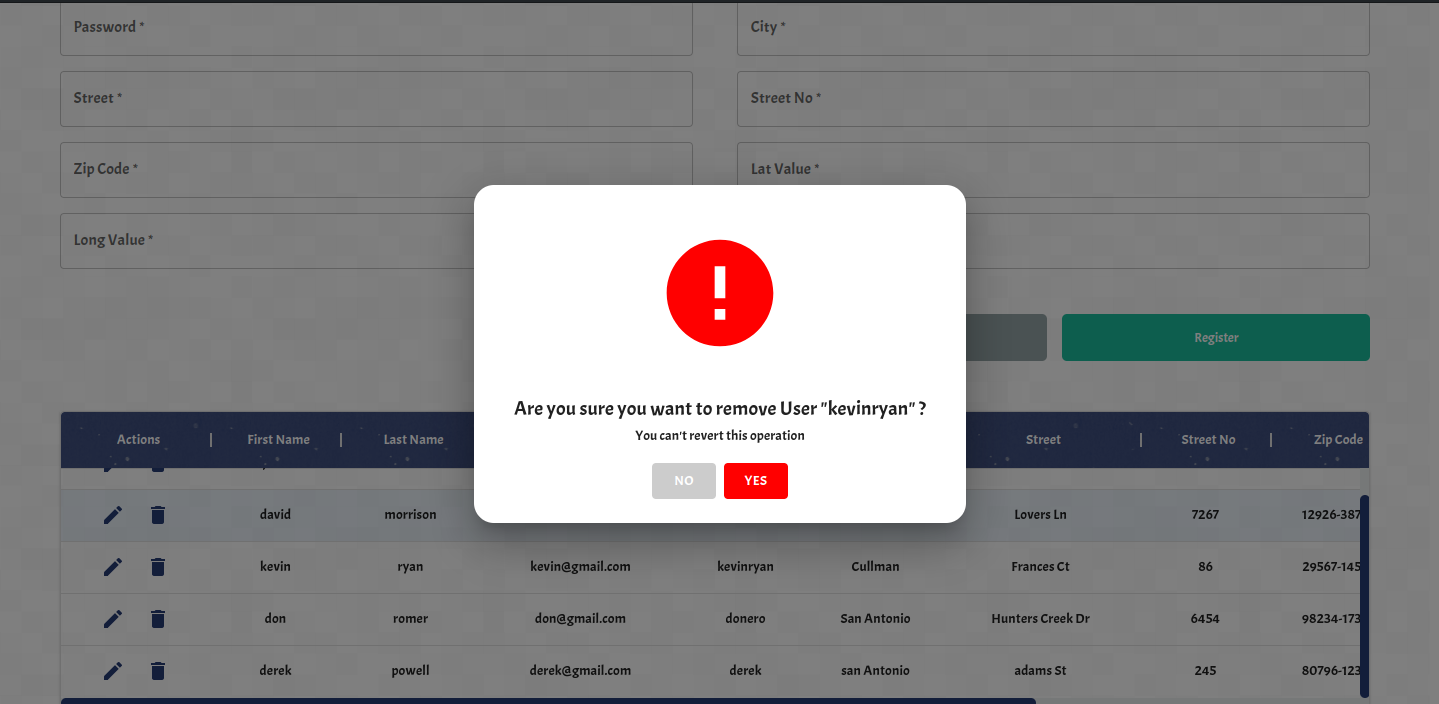 Password *
City *
Street *
Street No *
Zip Code *
Lat Value *
Long Value *
Register
Are you sure you want to remove User "kevinryan" ?
You can't revert this operation
NO YES
Actions | First Name | Last Name Street | Street No | Zip Code
david morrison Lovers Ln 7267 12926-387
kevin ryan kevin@gmail.com kevinryan Cullman Frances Ct 86 29567-145
don romer don@gmail.com donero San Antonio Hunters Creek Dr 6454 98234-173
derek powell derek@gmail.com derek san Antonio adams St 245 80796-123